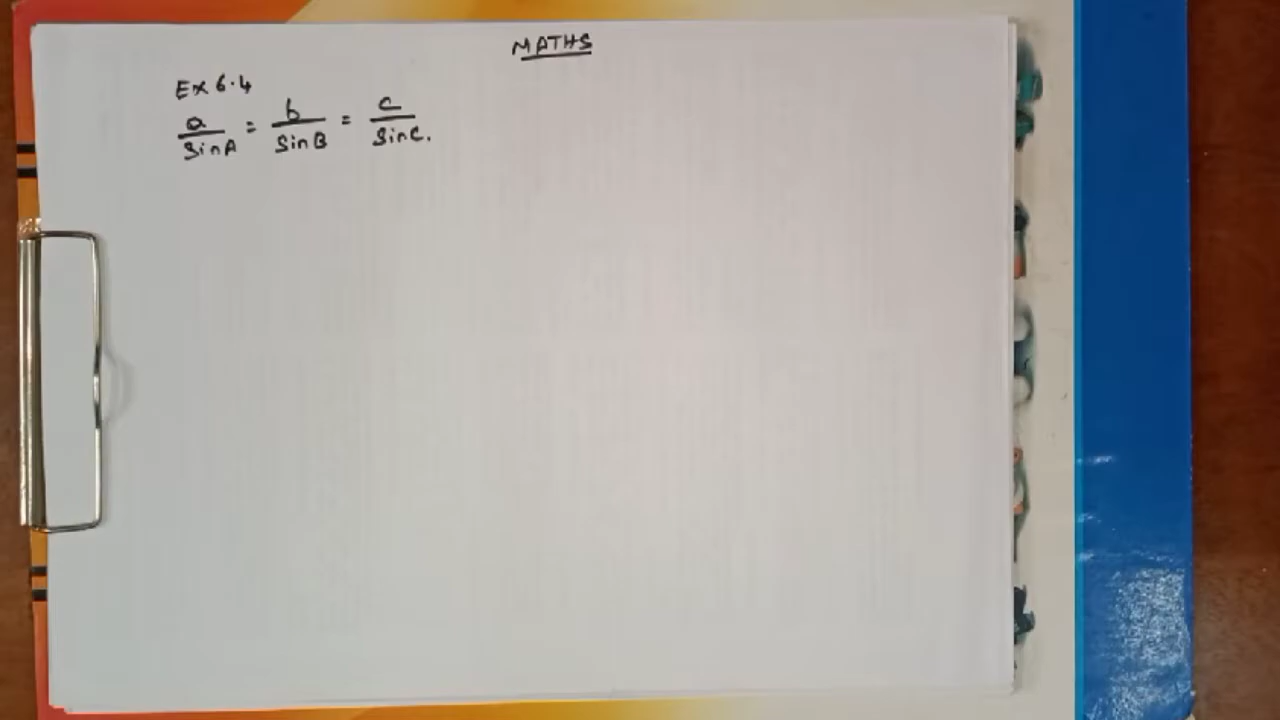 MATHS
Ex 6.4
a/sinA = b/sinB = c/sinC.